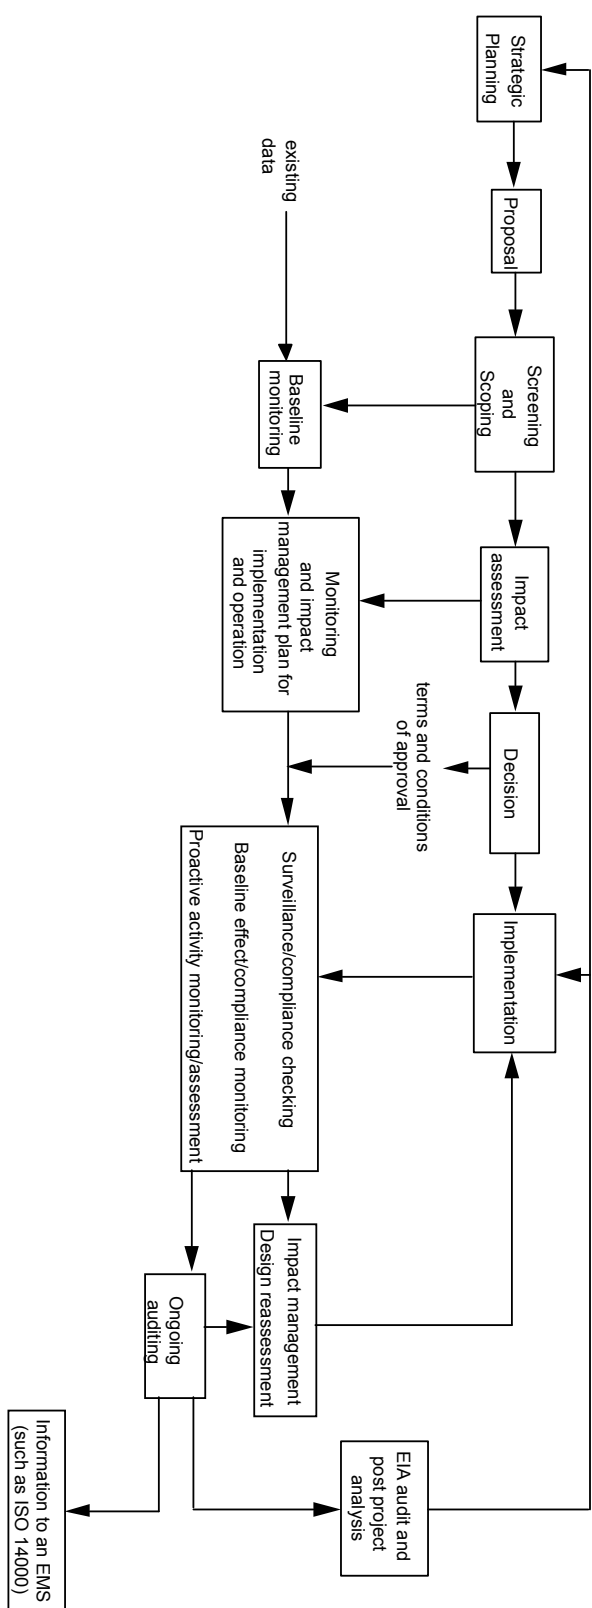 Strategic
Planning
Proposal
Screening
and
Scoping
Impact
assessment
Decision
Implementation
terms and conditions
of approval
existing
data
Baseline
monitoring
Monitoring
and impact
management plan for
implementation
and operation
Surveillance/compliance checking
Baseline effect/compliance monitoring
Proactive activity monitoring/assessment
Impact management
Design reassessment
EIA audit and
post project
analysis
Ongoing
auditing
Information to an EMS
(such as ISO 14000)